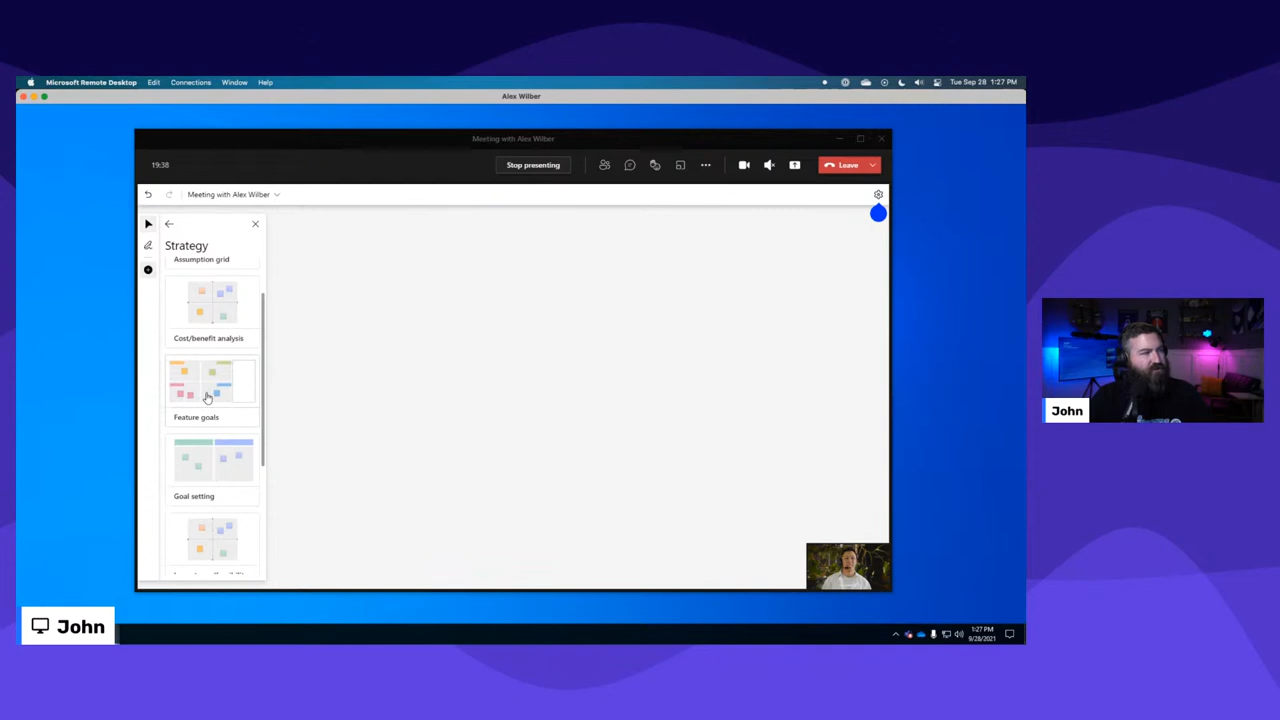 Microsoft Remote Desktop Edit Connections Window Help Tue Sep 28 1:27 PM
Alex Wilber
Meeting with Alex Wilber
19:38 Stop presenting Leave
Meeting with Alex Wilber
Strategy
Assumption grid
Cost/benefit analysis
Feature goals
Goal setting
John
John
1:27 PM
9/28/2021